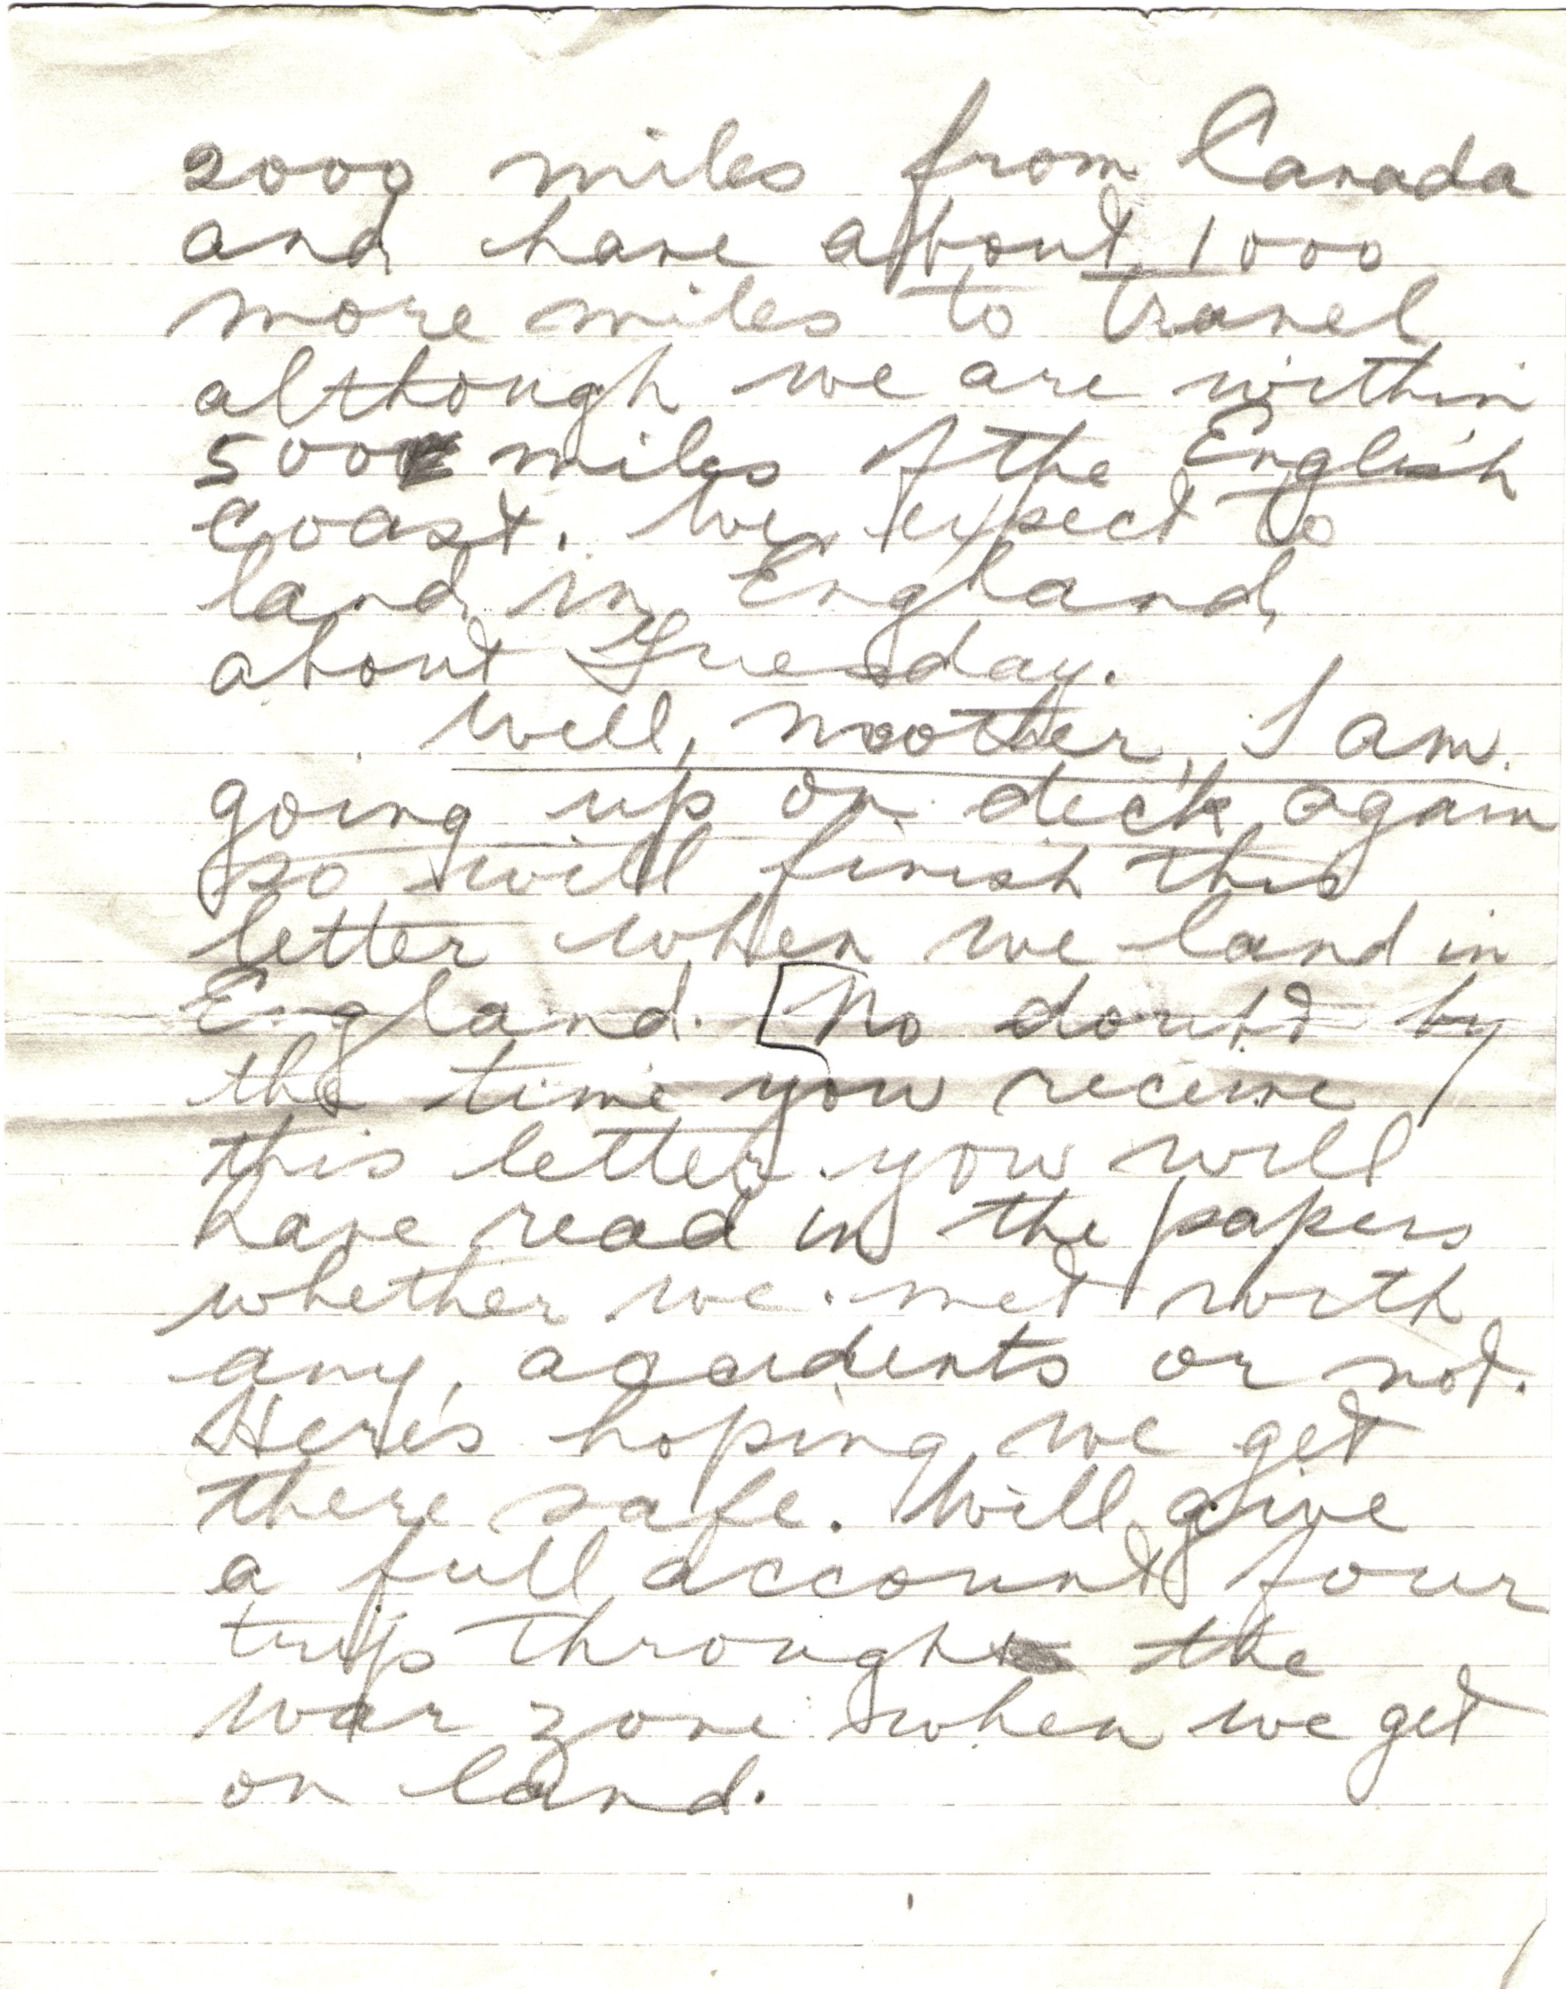 2000 miles from Canada
and have about 1000
more miles to travel
although we are within
500 miles of the English
Coast. We expect to
land in England
about Tuesday.
Well, mother, I am
going up on deck again
so will finish this
letter when we land in
England. [No doubt by
the time you receive
this letter you will
have read in the papers
whether we met with
any accidents or not.
Here's hoping we get
there safe. Will give
a full account of our
trip through the
war zone when we get
on land.